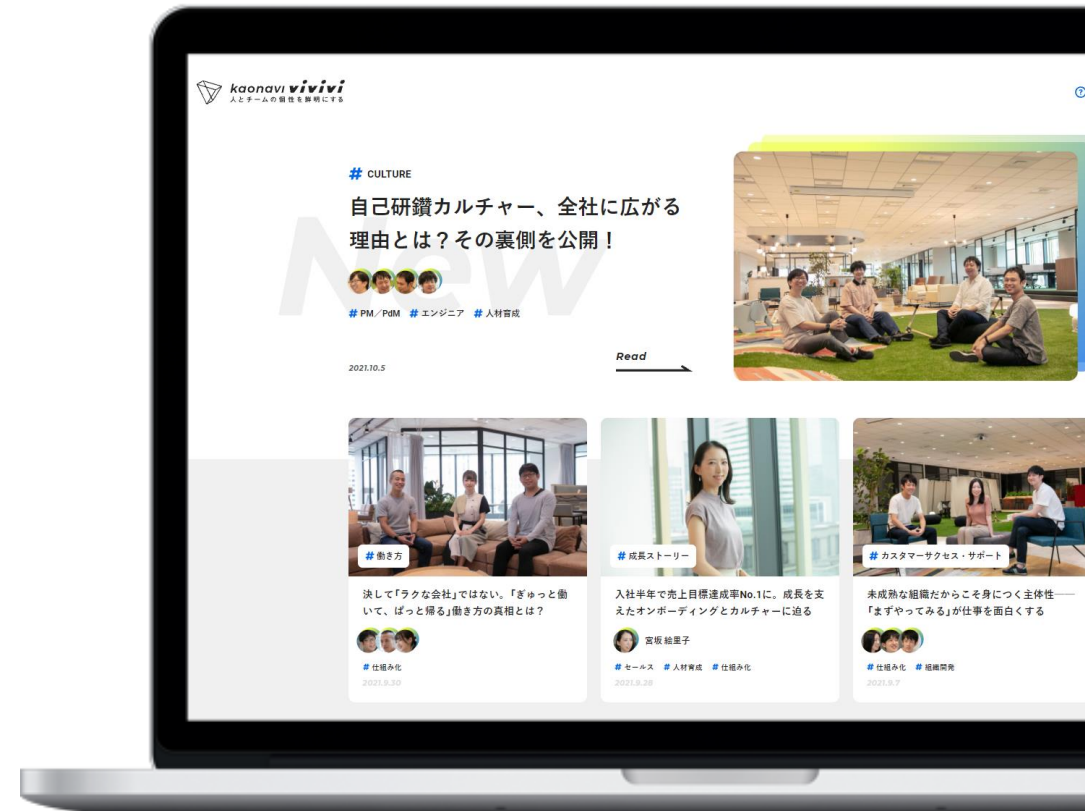 kaonavi vivivi
人とチームの個性を鮮明にする
# CULTURE
New
自己研鑽カルチャー、全社に広がる
理由とは?その裏側を公開!
# PM/PdM # エンジニア # 人材育成
2021.10.5
Read
# 働き方
決して「ラクな会社」ではない。「ぎゅっと働
いて、ぱっと帰る」働き方の真相とは?
# 仕組み化
2021.9.30
# 成長ストーリー
入社半年で売上目標達成率No.1に。成長を支
えたオンボーディングとカルチャーに迫る
宮坂 絵里子
# セールス # 人材育成 # 仕組み化
2021.9.28
# カスタマーサクセス・サポート
未成熟な組織だからこそ身につく主体性──
「まずやってみる」が仕事を面白くする
# 仕組み化 # 組織開発
2021.9.7